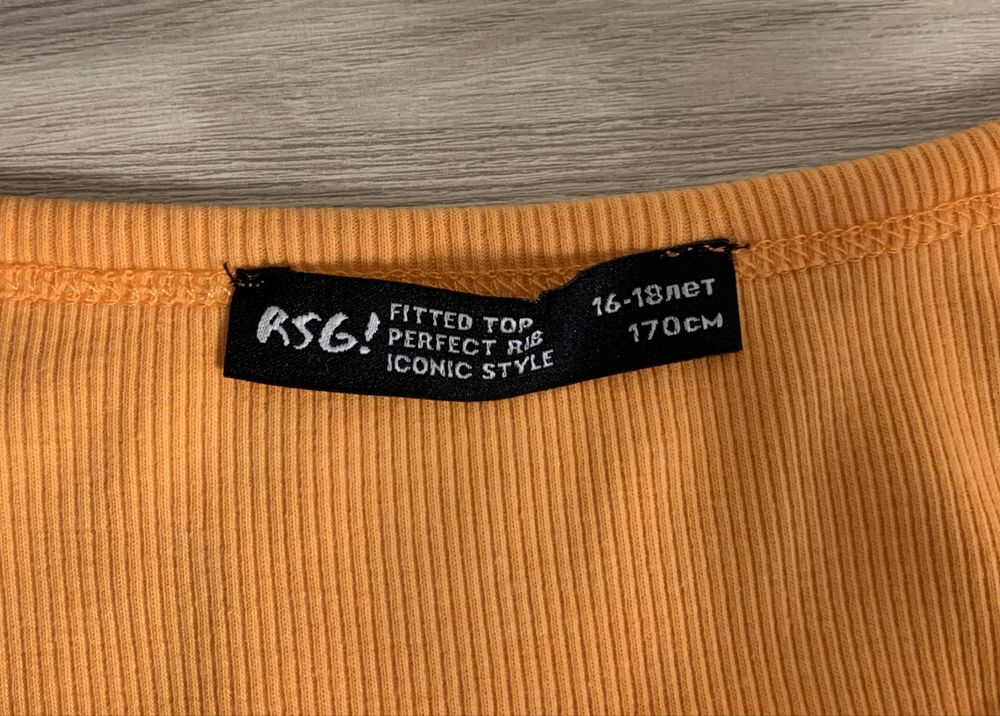 RSG!
FITTED TOP
PERFECT RIB
ICONIC STYLE
16-18лет
170см